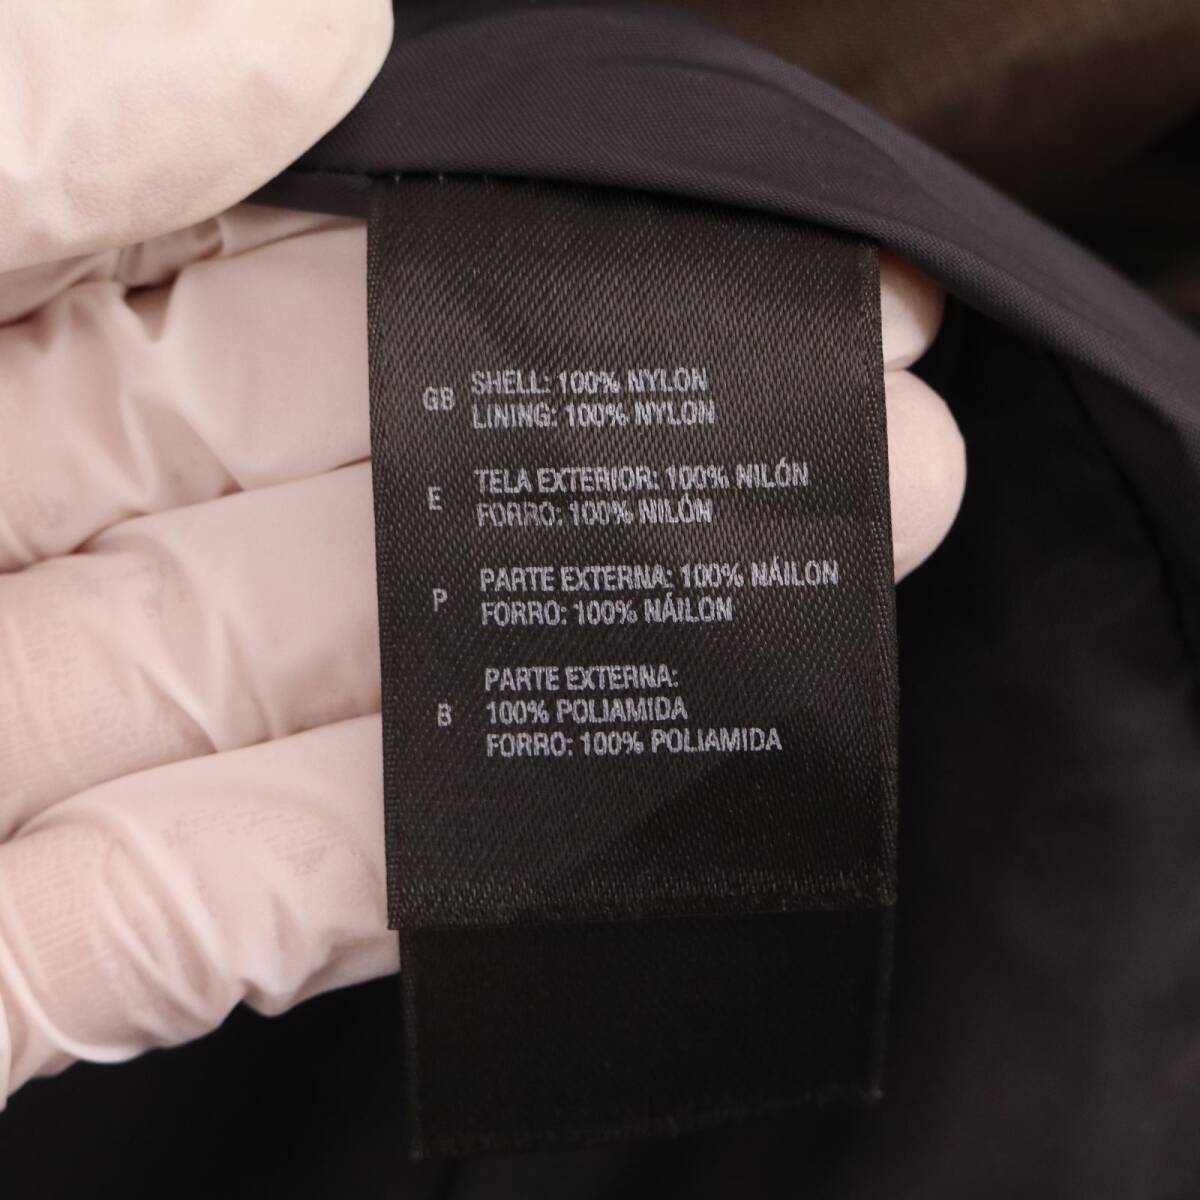 GB SHELL: 100% NYLON
LINING: 100% NYLON
E TELA EXTERIOR: 100% NILÓN
FORRO: 100% NILÓN
P PARTE EXTERNA: 100% NÁILON
FORRO: 100% NÁILON
B PARTE EXTERNA:
100% POLIAMIDA
FORRO: 100% POLIAMIDA